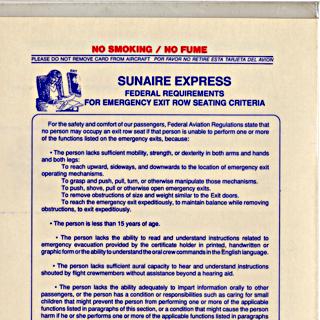 NO SMOKING / NO FUME
PLEASE DO NOT REMOVE CARD FROM AIRCRAFT POR FAVOR NO RETIRE ESTA TARJETA DEL AVION
SUNAIRE EXPRESS
FEDERAL REQUIREMENTS
FOR EMERGENCY EXIT ROW SEATING CRITERIA
For the safety and comfort of our passengers, Federal Aviation Regulations state that
no person may occupy an exit row seat if that person is unable to perform one or more
of the functions listed on the emergency exits, because:
• The person lacks sufficient mobility, strength, or dexterity in both arms and hands
and both legs:
To reach upward, sideways, and downwards to the location of emergency exit
operating mechanisms.
To grasp and push, pull, turn, or otherwise manipulate those mechanisms.
To push, shove, pull or otherwise open emergency exits.
To remove obstructions of size and weight similar to the Exit doors.
To reach the emergency exit expeditiously, to maintain balance while removing
obstructions, to exit expeditiously.
• The person is less than 15 years of age.
• The person lacks the ability to read and understand instructions related to
emergency evacuation provided by the certificate holder in printed, handwritten or
graphic form or the ability to understand the oral crew commands in the English language.
• The person lacks sufficient aural capacity to hear and understand instructions
shouted by flight crewmembers without assistance beyond a hearing aid.
• The person lacks the ability adequately to impart information orally to other
passengers, or the person has a condition or responsibilities such as caring for small
children that might prevent the person from performing one or more of the applicable
functions listed in paragraphs of this section, or a condition that might cause the person
harm if he or she performs one or more of the applicable functions listed in paragraphs